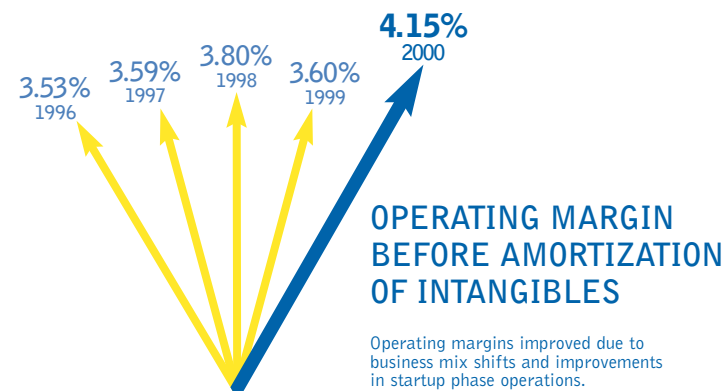 3.53%
1996
3.59%
1997
3.80%
1998
3.60%
1999
4.15%
2000
OPERATING MARGIN
BEFORE AMORTIZATION
OF INTANGIBLES
Operating margins improved due to
business mix shifts and improvements
in startup phase operations.